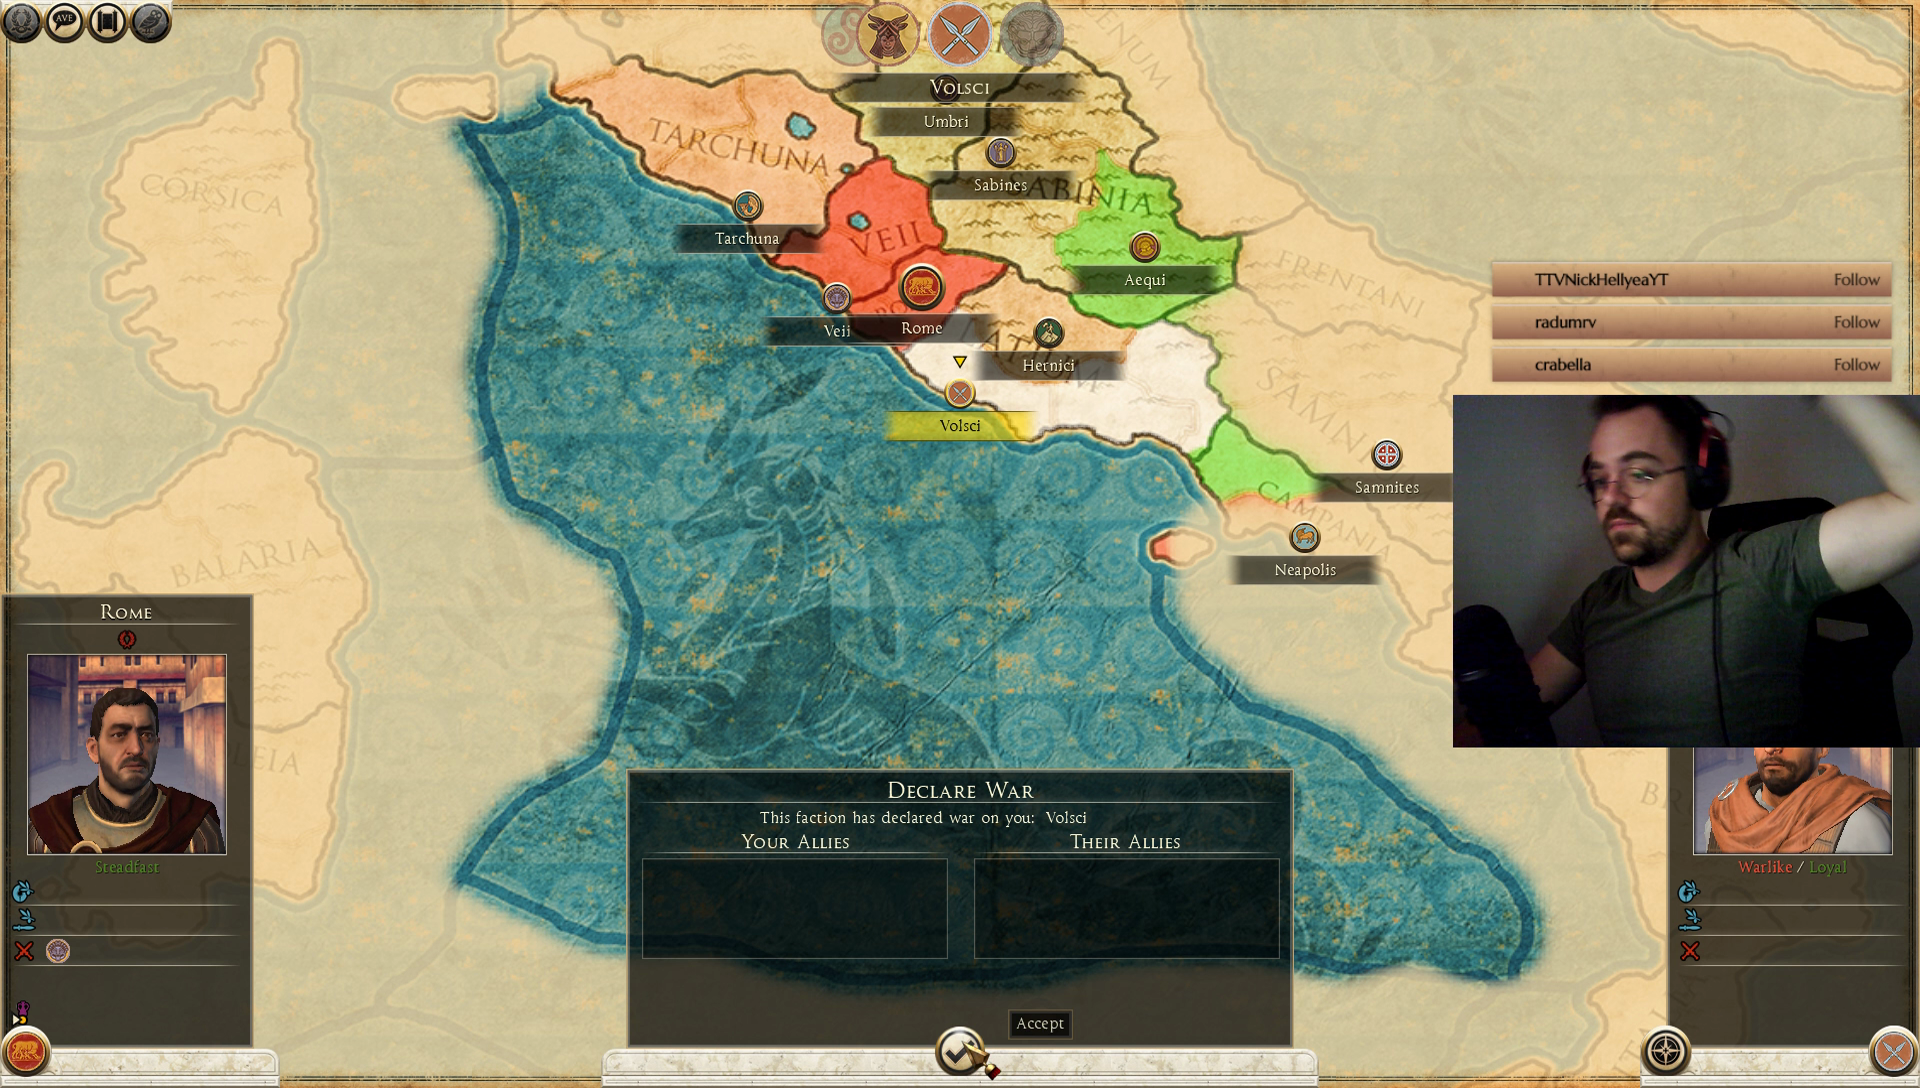 AVE
VOLSCI
Umbri
Sabines
CORSICA
TARCHUNA
SABINIA
Tarchuna
VEII
FRENTANI
Aequi
TTVNickHellyeaYT Follow
radumrv Follow
crabella Follow
Veii
Rome
Hernici
Volsci
SAMNI
CAMPANIA
Samnites
Neapolis
BALARIA
ROME
DECLARE WAR
This faction has declared war on you: Volsci
YOUR ALLIES
THEIR ALLIES
Steadfast
Warlike / Loyal
Accept